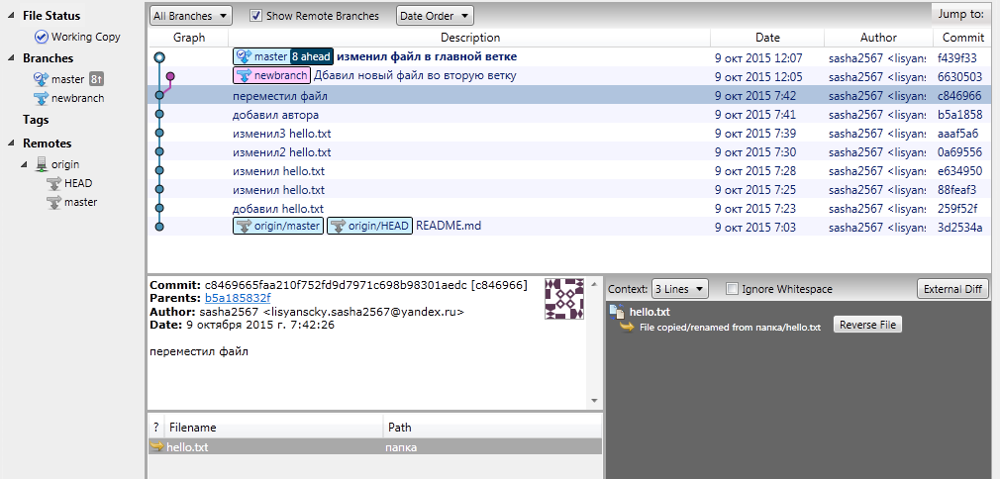 File Status
Working Copy
Branches
master 8↑
newbranch
Tags
Remotes
origin
HEAD
master
All Branches Show Remote Branches Date Order Jump to:
Graph Description Date Author Commit
master 8 ahead изменил файл в главной ветке 9 окт 2015 12:07 sasha2567 <lisyans f439f33
newbranch Дбавил новый файл во вторую ветку 9 окт 2015 12:05 sasha2567 <lisyans 6630503
переместил файл 9 окт 2015 7:42 sasha2567 <lisyans c846966
добавил автора 9 окт 2015 7:41 sasha2567 <lisyans b5a1858
изменил3 hello.txt 9 окт 2015 7:39 sasha2567 <lisyans aaaf5a6
изменил2 hello.txt 9 окт 2015 7:30 sasha2567 <lisyans 0a69556
изменил hello.txt 9 окт 2015 7:28 sasha2567 <lisyans e634950
изменил hello.txt 9 окт 2015 7:25 sasha2567 <lisyans 88feaf3
добавил hello.txt 9 окт 2015 7:23 sasha2567 <lisyans 259f52f
origin/master origin/HEAD README.md 9 окт 2015 7:03 sasha2567 <lisyans 3d2534a
Commit: c8469665faa210f752fd9d7971c698b98301aedc [c846966]
Parents: b5a185832f
Author: sasha2567 <lisyanscky.sasha2567@yandex.ru>
Date: 9 октября 2015 г. 7:42:26
переместил файл
? Filename Path
hello.txt папка
Context: 3 Lines Ignore Whitespace External Diff
hello.txt
File copied/renamed from папка/hello.txt Reverse File